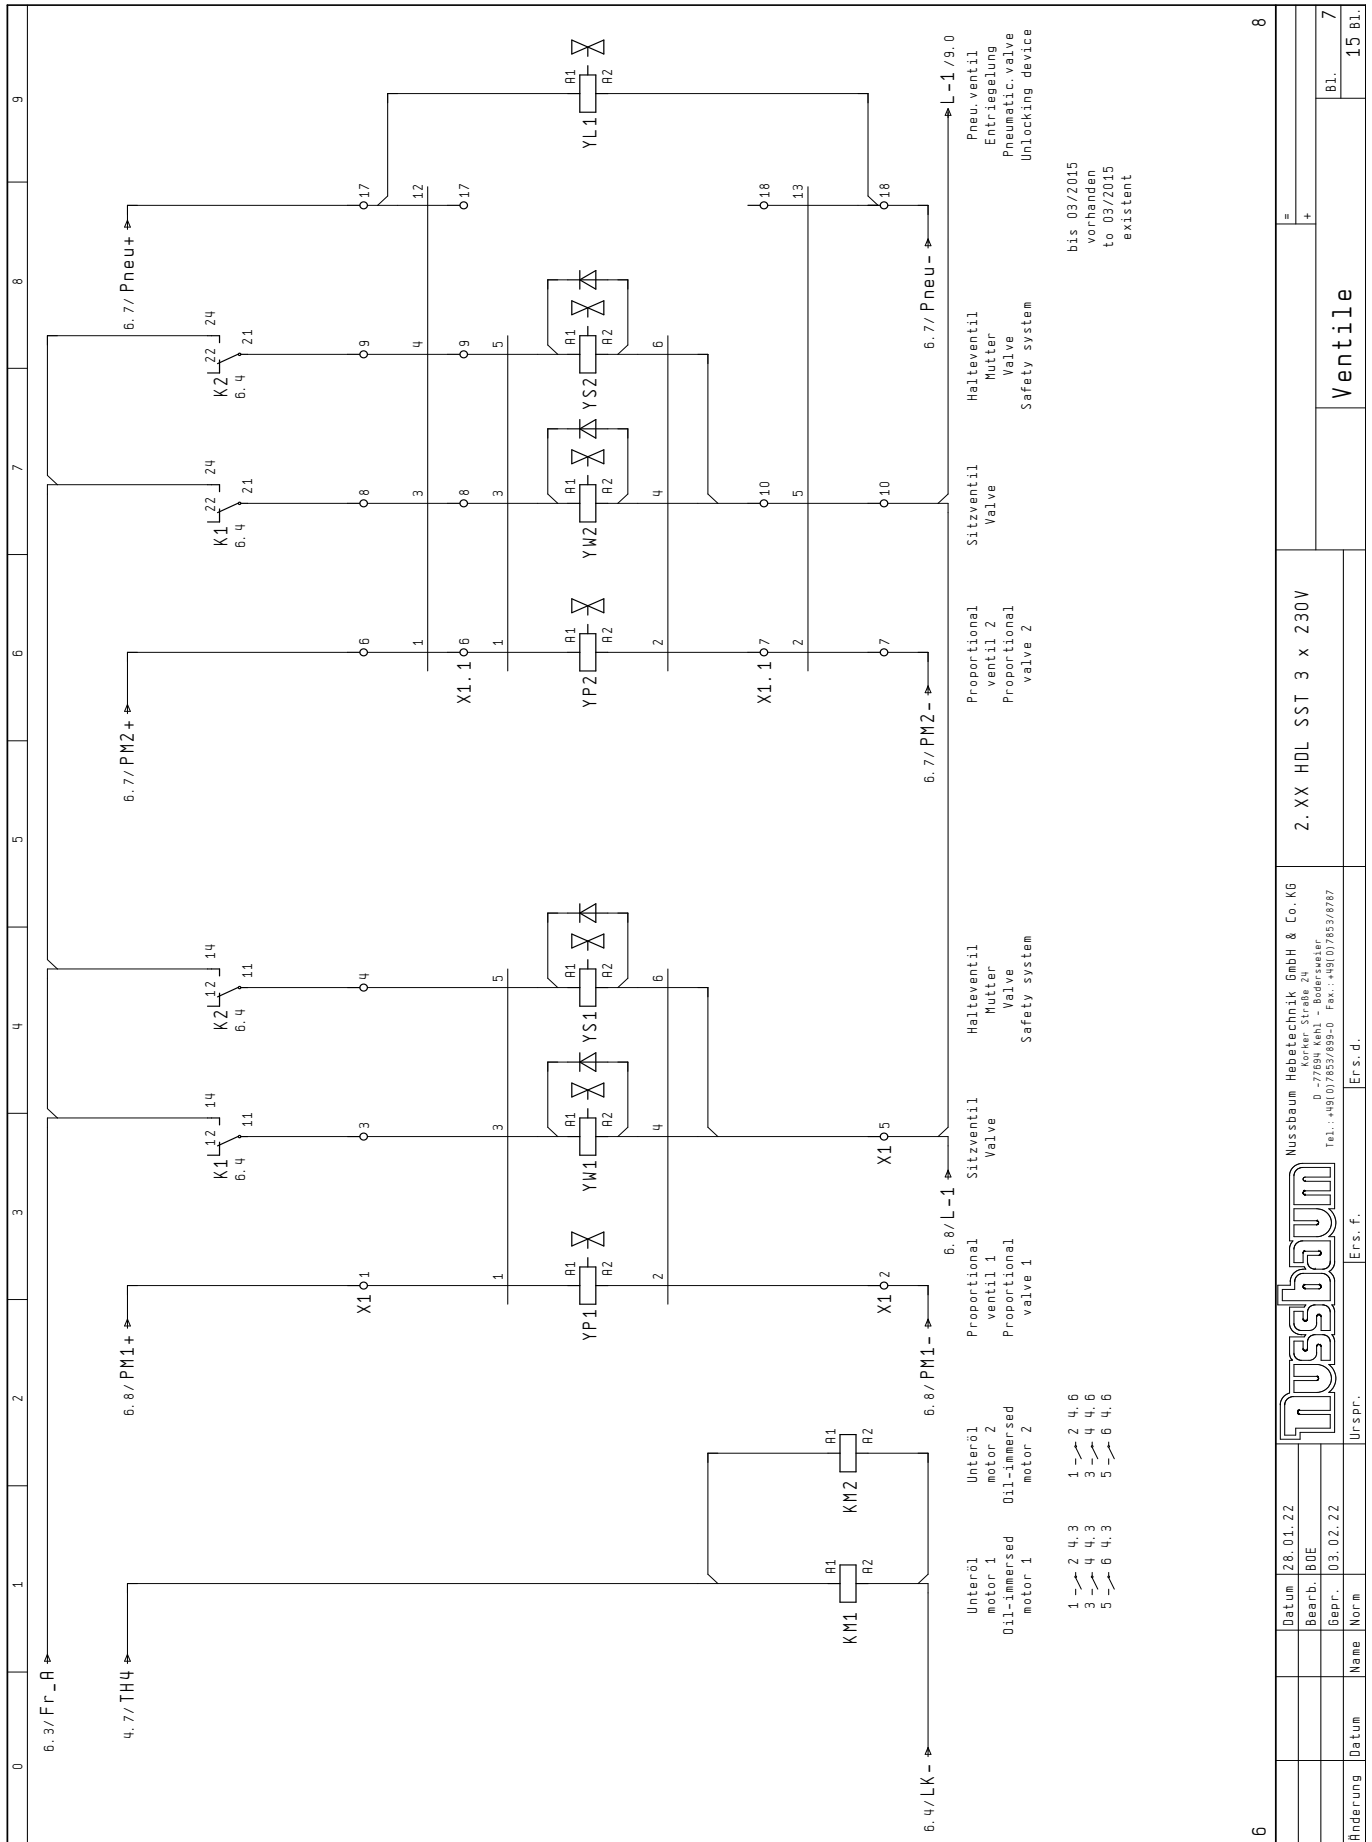 0 1 2 3 4 5 6 7 8 9
6.3/Fr_A
4.7/TH4
6.8/PM1+
6.7/PM2+
6.7/Pneu+
K1 12 14
6.4 11
K2 12 14
6.4 11
K1 22 24
6.4 21
K2 22 24
6.4 21
X1 1 3 4 6 8 9 17
1 3 4 12
X1.1 6 8 9 17
1 3 5 1 3 5
YP1 A1 A2
YW1 A1 A2
YS1 A1 A2
YP2 A1 A2
YW2 A1 A2
YS2 A1 A2
YL1 A1 A2
2 4 6 2 4 6
X1.1 7 10 18
2 5 13
KM1 A1 A2
KM2 A1 A2
X1 2
X1 5
7 10 18
6.4/LK-
6.8/PM1-
6.8/L-1
6.7/PM2-
6.7/Pneu-
L-1/9.0
Unteröl
motor 1
Oil-immersed
motor 1
Unteröl
motor 2
Oil-immersed
motor 2
Proportional
ventil 1
Proportional
valve 1
Sitzventil
Valve
Halteventil
Mutter
Valve
Safety system
Proportional
ventil 2
Proportional
valve 2
Sitzventil
Valve
Halteventil
Mutter
Valve
Safety system
Pneu.ventil
Entriegelung
Pneumatic.valve
Unlocking device
1 2 4.3
3 4 4.3
5 6 4.3
1 2 4.6
3 4 4.6
5 6 4.6
bis 03/2015
vorhanden
to 03/2015
existent
6
8
Änderung Datum Name Norm
Datum 28.01.22
Bearb. BOE
Gepr. 03.02.22
Urspr. Ers.f. Ers.d.
nussbaum
Nussbaum Hebetechnik GmbH & Co.KG
Korker Straße 24
D -77694 Kehl - Bodersweier
Tel.:+49(0)7853/899-0 Fax.:+49(0)7853/8787
2.XX HDL SST 3 x 230V
Ventile
=
+
Bl. 7
15 Bl.